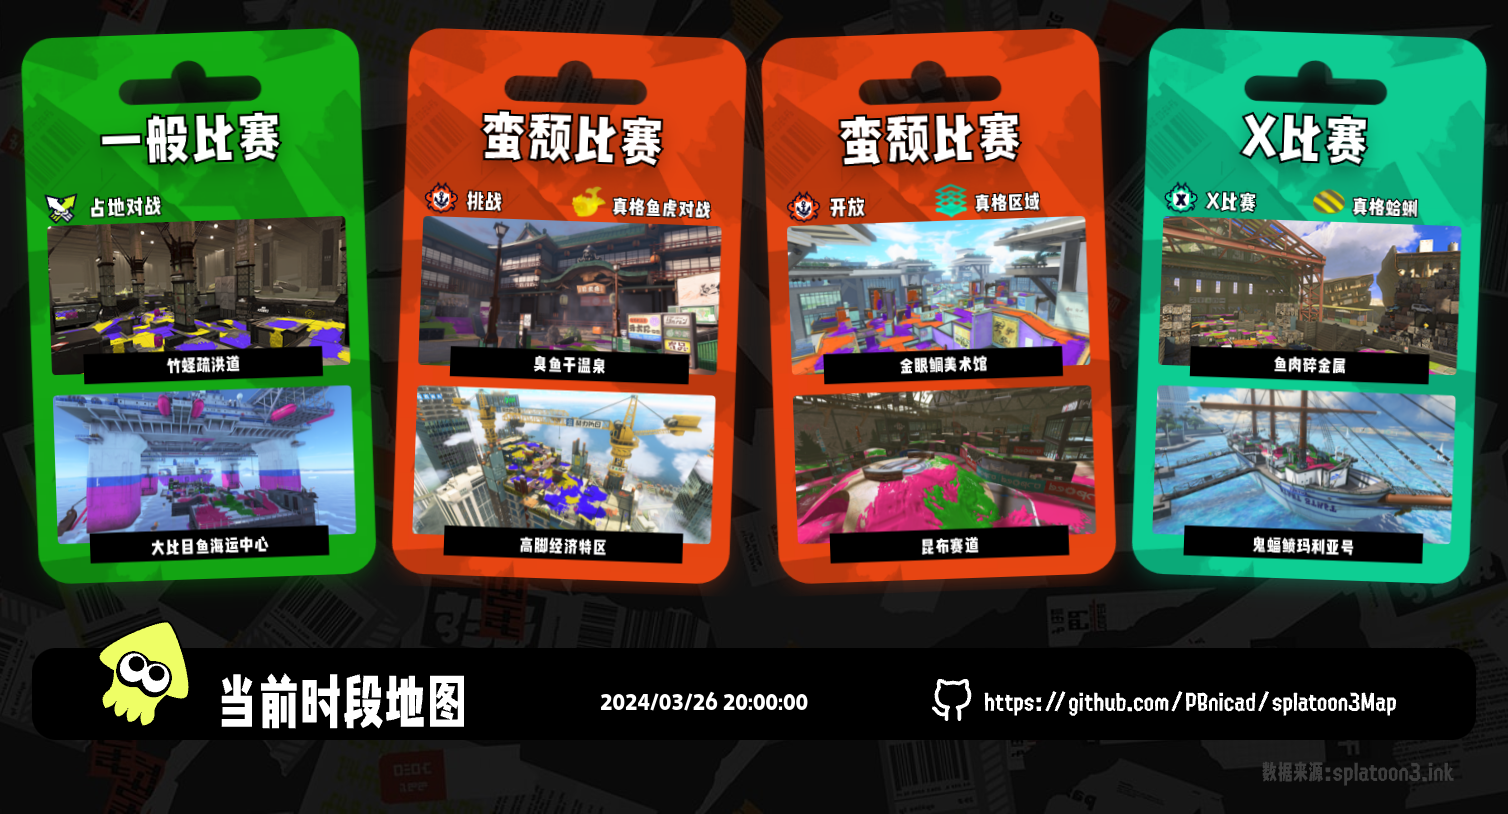 一般比赛
占地对战
竹蛏疏洪道
大比目鱼海运中心
蛮颓比赛
挑战
真格鱼虎对战
臭鱼干温泉
高脚经济特区
蛮颓比赛
开放
真格区域
金眼鲷美术馆
昆布赛道
X比赛
X比赛
真格蛤蜊
鱼肉碎金属
鬼蝠鲼玛利亚号
当前时段地图
2024/03/26 20:00:00
https://github.com/PBnicad/splatoon3Map
数据来源:splatoon3.ink